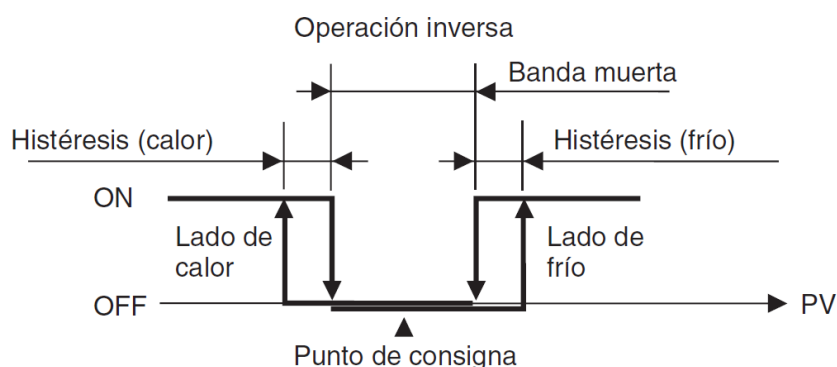 Operación inversa
Banda muerta
Histéresis (calor)
Histéresis (frío)
ON
Lado de
calor
Lado de
frío
OFF
PV
Punto de consigna